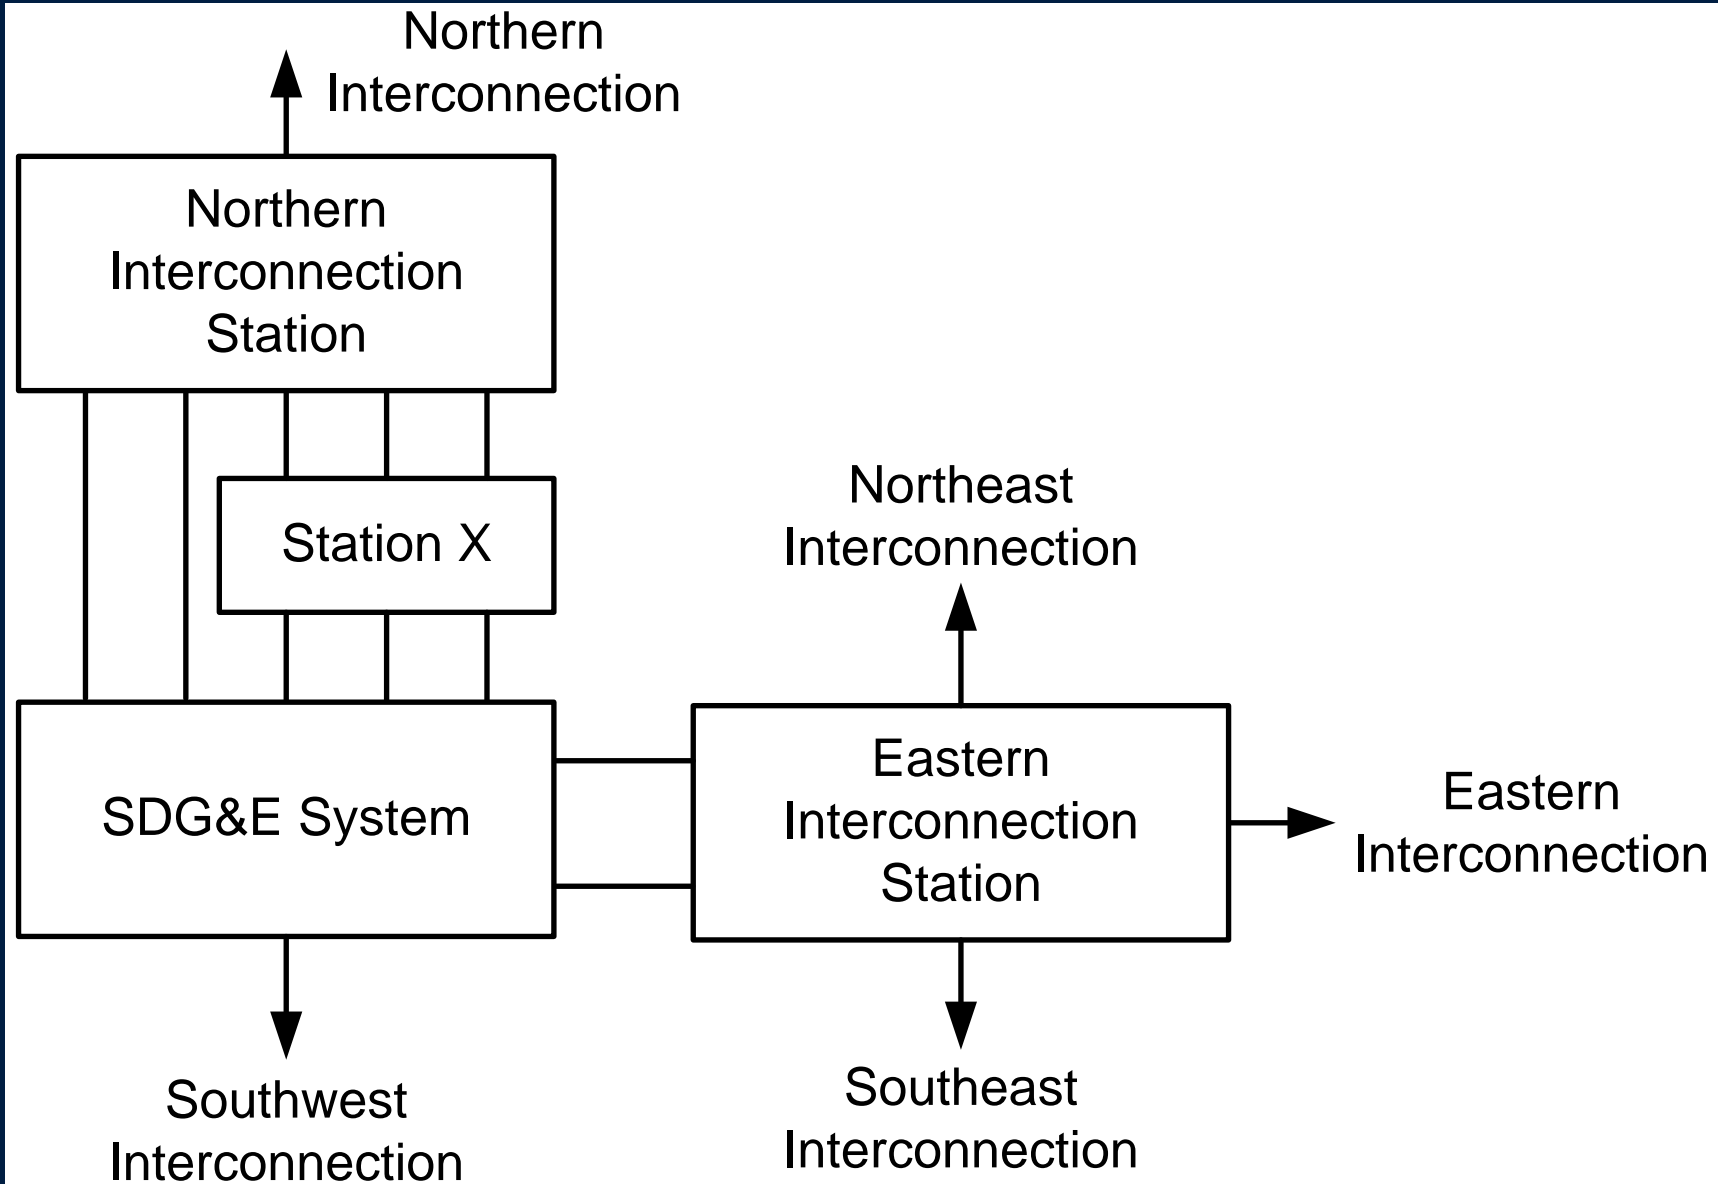 Northern
Interconnection
Northern
Interconnection
Station
Station X
Northeast
Interconnection
SDG&E System
Eastern
Interconnection
Station
Eastern
Interconnection
Southwest
Interconnection
Southeast
Interconnection